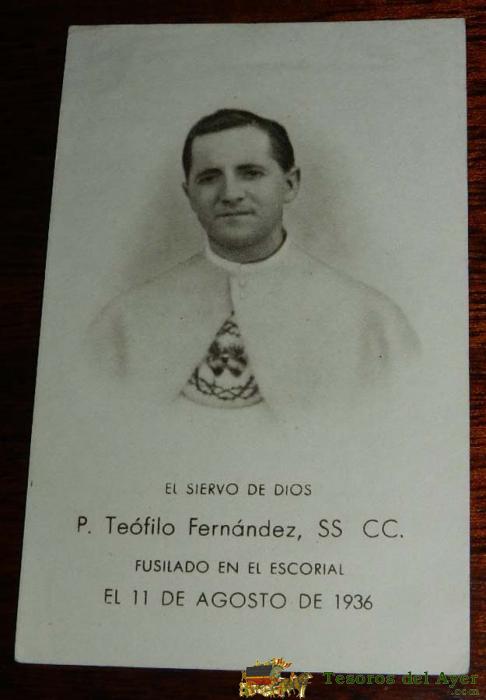 EL SIERVO DE DIOS
P. Teófilo Fernández, SS CC.
FUSILADO EN EL ESCORIAL
EL 11 DE AGOSTO DE 1936
Tesoros del Ayer
.com